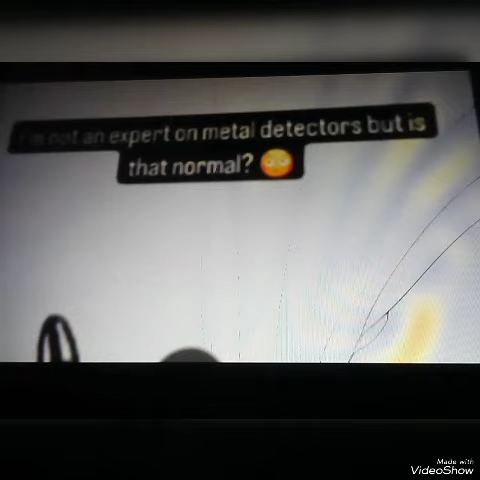 I'm not an expert on metal detectors but is
that normal? 😳
Made with
VideoShow